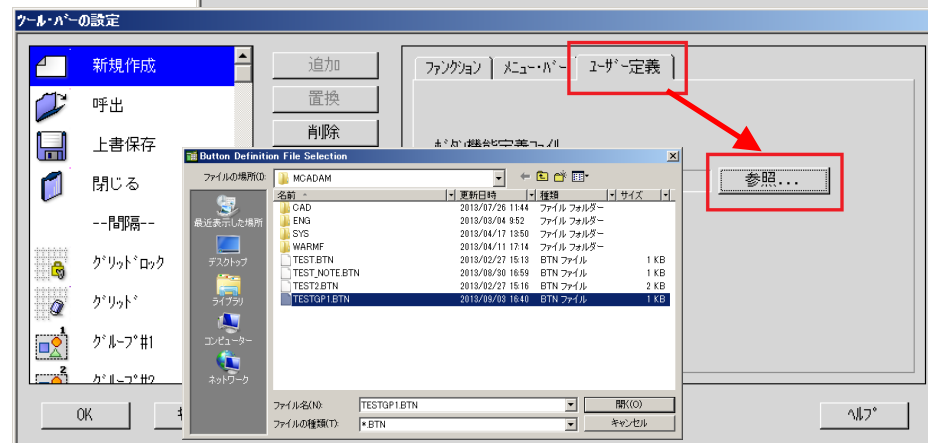 ツール・バーの設定
新規作成
呼出
上書保存
閉じる
--間隔--
グリッドロック
グリッド
グループ#1
グループ#2
追加
置換
削除
ファンクション
メニュー・バー
ユーザー定義
ボタン機能定義ファイル
参照...
Button Definition File Selection
ファイルの場所(I):
MCADAM
最近表示した場所
デスクトップ
ライブラリ
コンピューター
ネットワーク
名前 更新日時 種類 サイズ
CAD 2013/07/26 11:44 ファイル フォルダー
ENG 2013/03/04 9:52 ファイル フォルダー
SYS 2013/04/17 13:50 ファイル フォルダー
WARMF 2013/04/11 17:14 ファイル フォルダー
TEST.BTN 2013/02/27 15:13 BTN ファイル 1 KB
TEST_NOTE.BTN 2013/08/30 16:59 BTN ファイル 1 KB
TEST2.BTN 2013/02/27 15:16 BTN ファイル 2 KB
TESTGP1.BTN 2013/09/03 16:40 BTN ファイル 1 KB
ファイル名(N): TESTGP1.BTN 開く(O)
ファイルの種類(T): *.BTN キャンセル
OK
ヘルプ